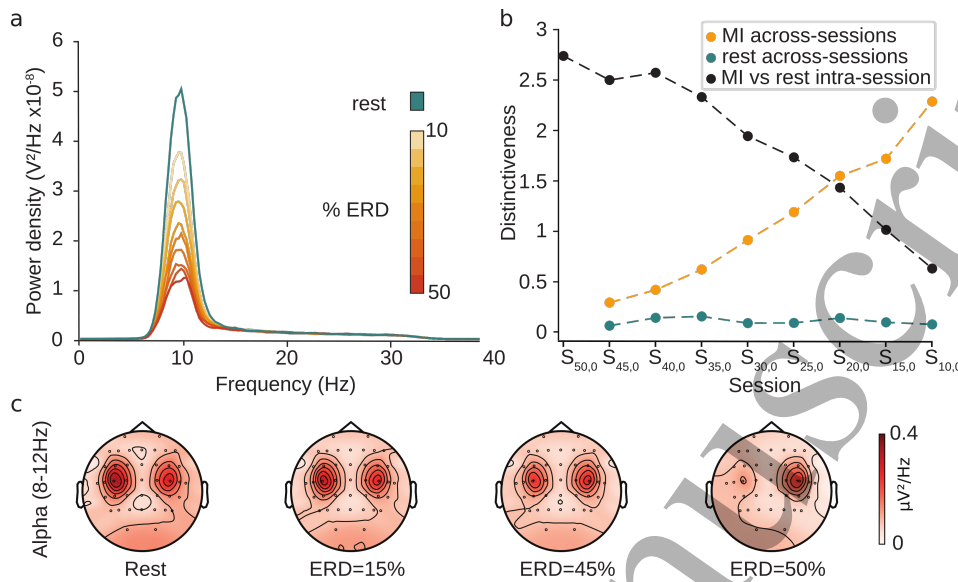 a
6
5
4
3
2
1
0
Power density (V²/Hz x10⁻⁸)
0 10 20 30 40
Frequency (Hz)
rest
10
% ERD
50
b
3
2.5
2
1.5
1
0.5
0
Distinctiveness
MI across-sessions
rest across-sessions
MI vs rest intra-session
S50,0 S45,0 S40,0 S35,0 S30,0 S25,0 S20,0 S15,0 S10,0
Session
c
Alpha (8-12Hz)
Rest
ERD=15%
ERD=45%
ERD=50%
0.4
µV²/Hz
0
nuscri